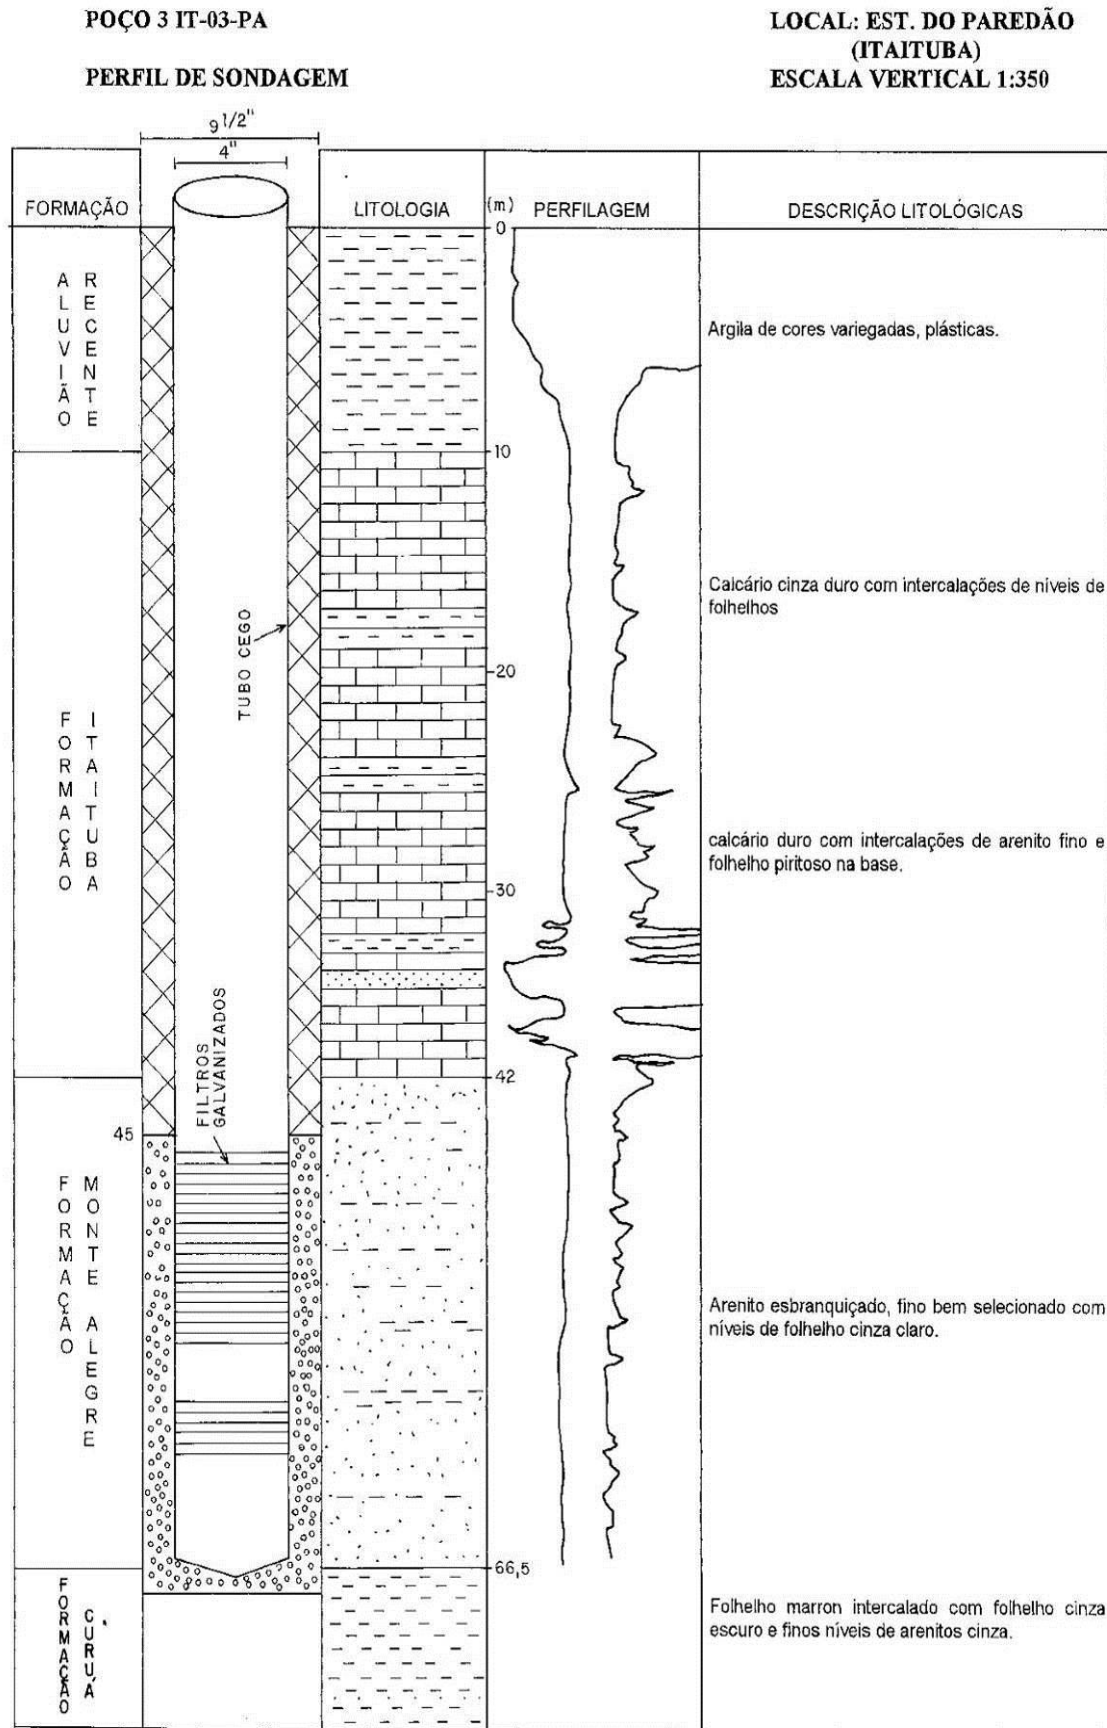 POÇO 3 IT-03-PA
PERFIL DE SONDAGEM
LOCAL: EST. DO PAREDÃO
(ITAITUBA)
ESCALA VERTICAL 1:350
9 1/2"
4"
FORMAÇÃO
LITOLOGIA
(m)
PERFILAGEM
DESCRIÇÃO LITOLÓGICAS
0
ALUVIÃO
RECENTE
Argila de cores variegadas, plásticas.
10
FORMAÇÃO
ITAITUBA
TUBO CEGO
Calcário cinza duro com intercalações de níveis de
folhelhos
20
calcário duro com intercalações de arenito fino e
folhelho piritoso na base.
30
FILTROS
GALVANIZADOS
42
45
FORMAÇÃO
MONTE ALEGRE
Arenito esbranquiçado, fino bem selecionado com
níveis de folhelho cinza claro.
66,5
FORMAÇÃO
CURUÁ
Folhelho marron intercalado com folhelho cinza
escuro e finos níveis de arenitos cinza.